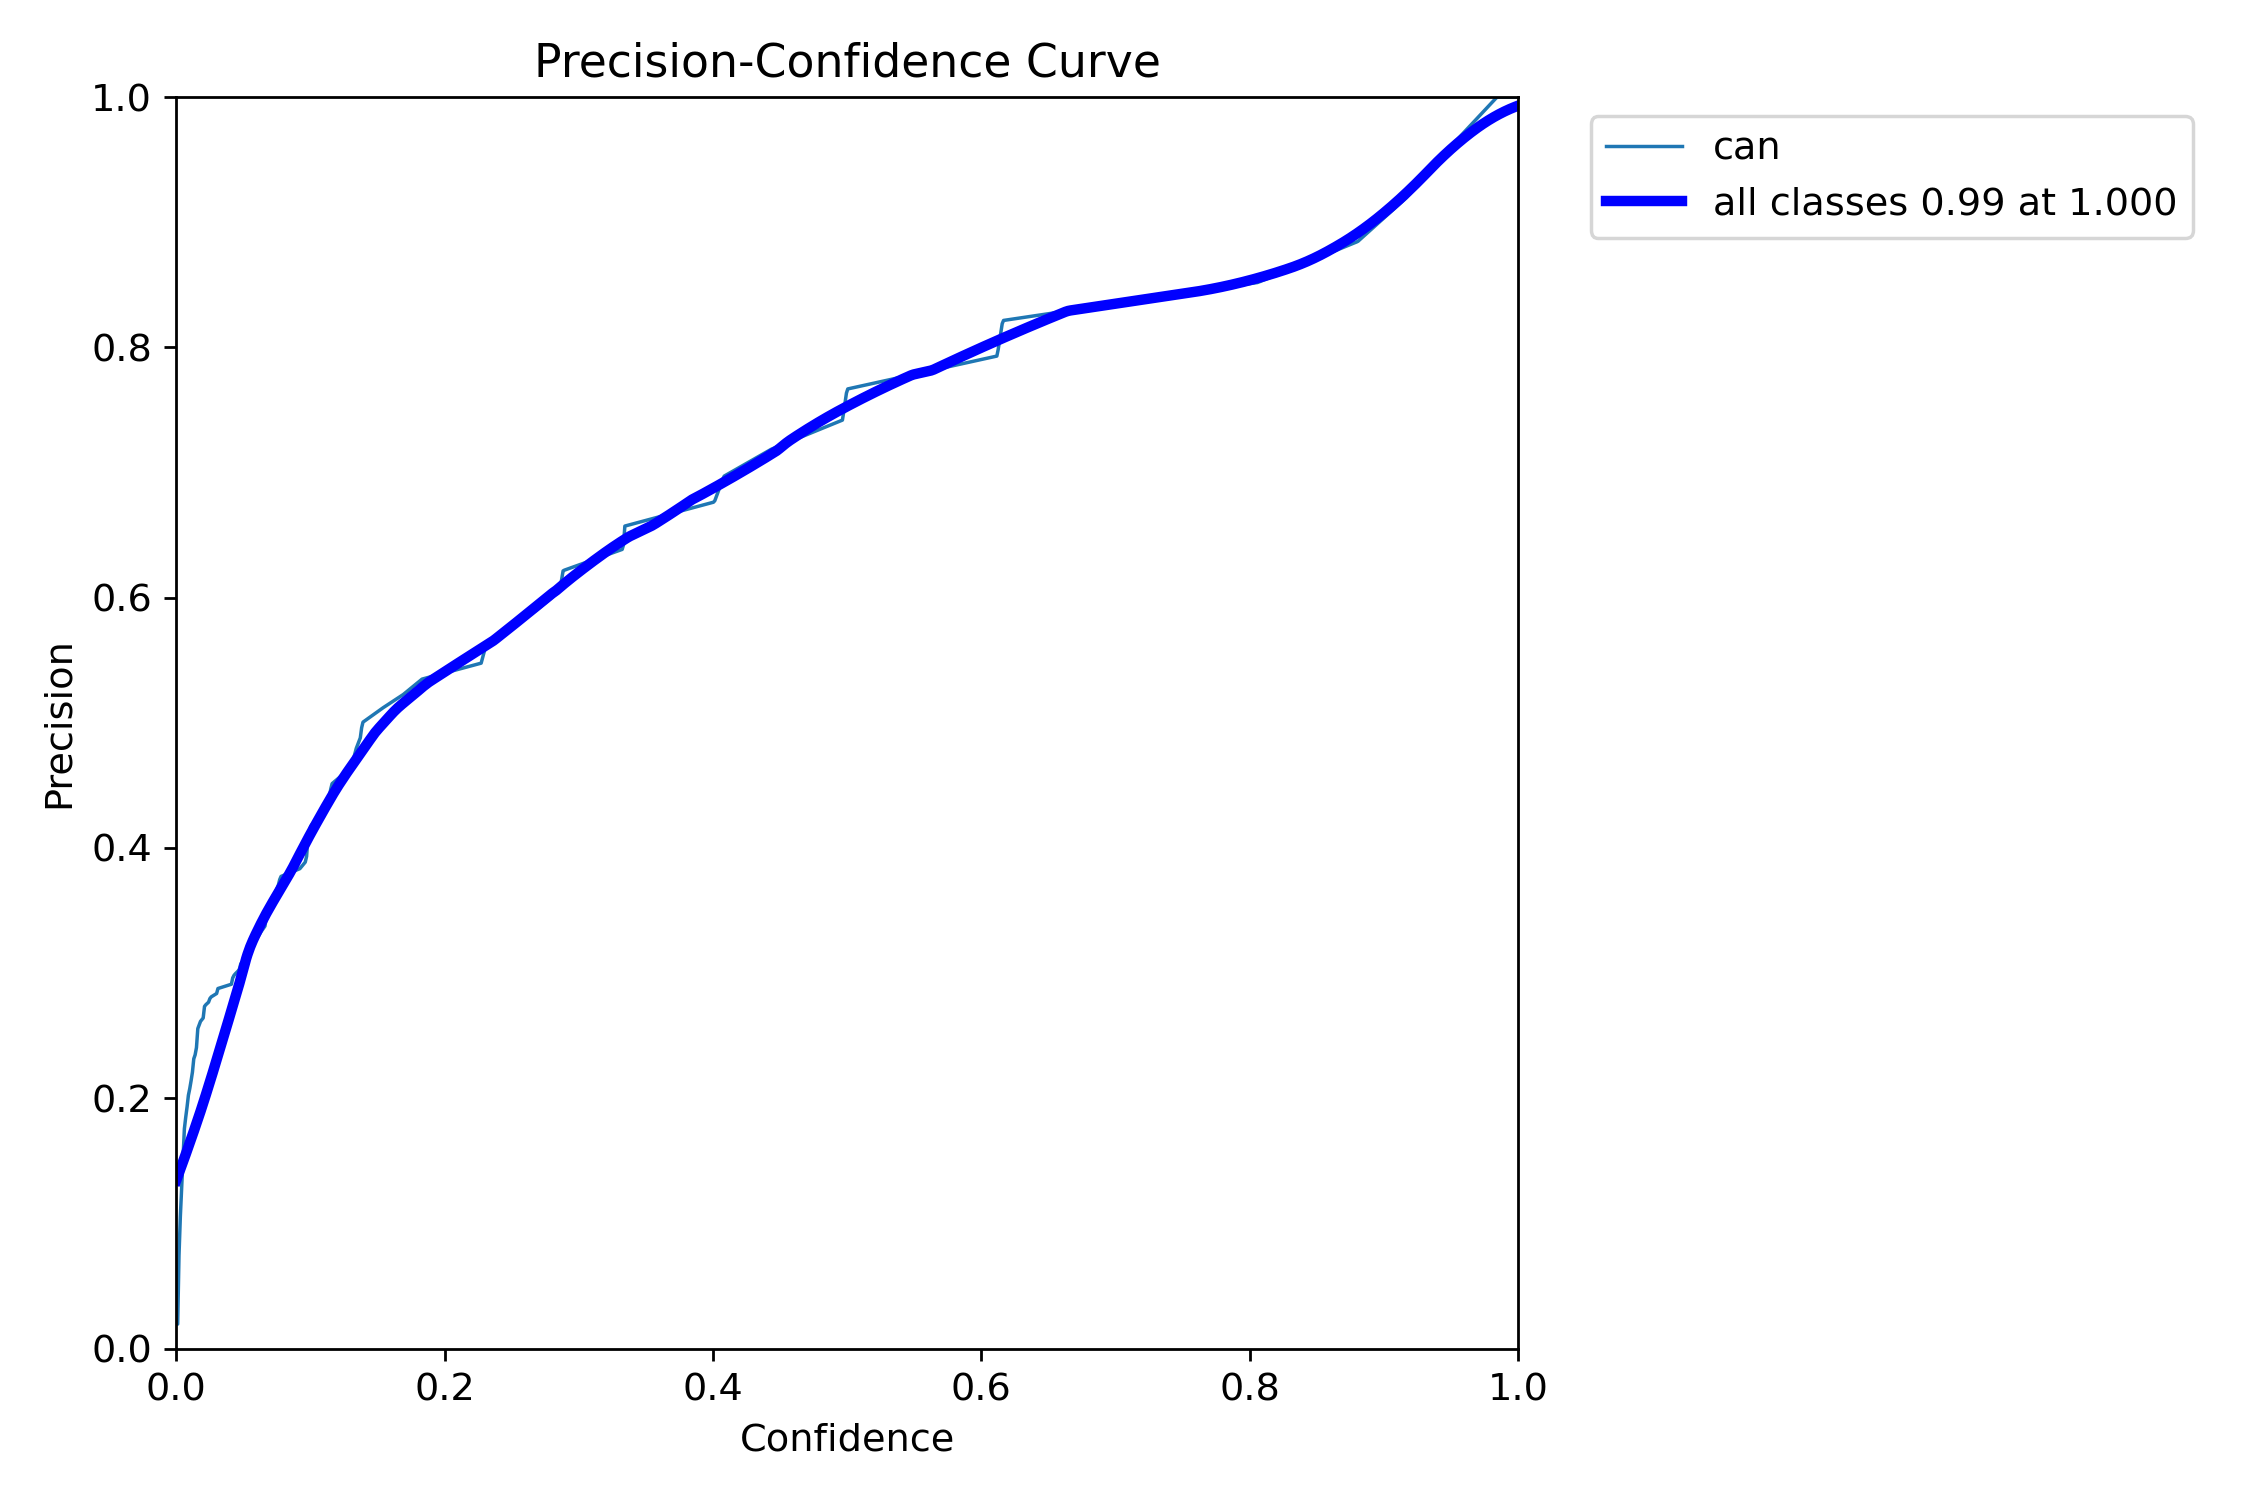 Precision-Confidence Curve
1.0
0.8
0.6
0.4
0.2
0.0
Precision
0.0 0.2 0.4 0.6 0.8 1.0
Confidence
can
all classes 0.99 at 1.000